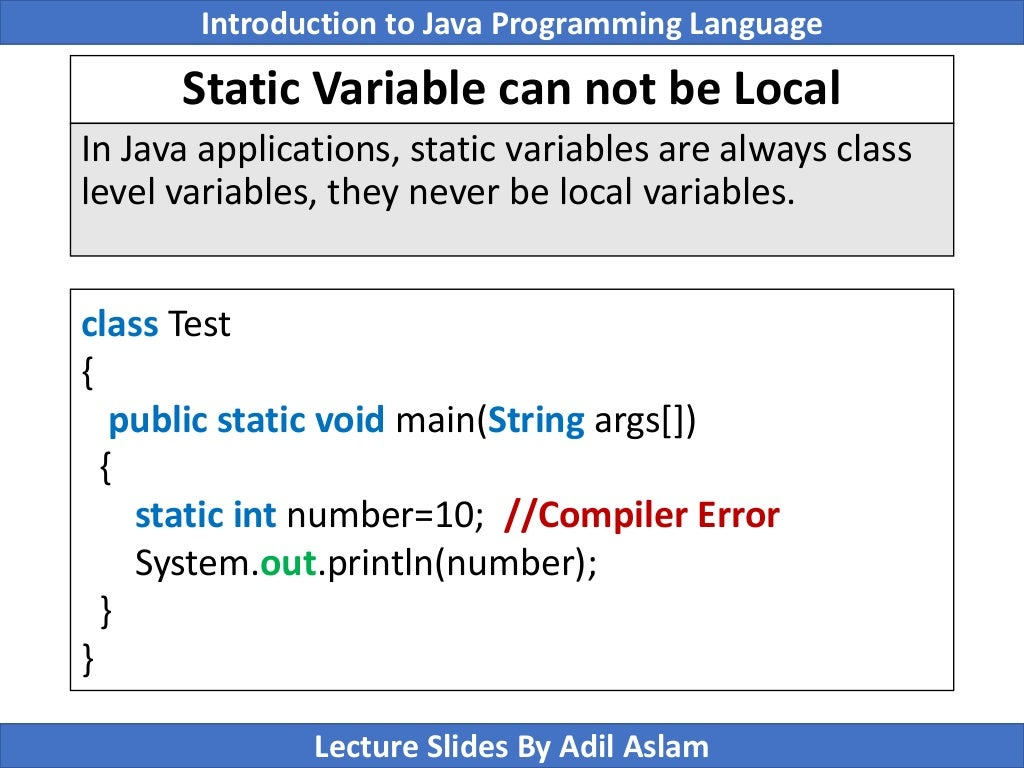 Introduction to Java Programming Language
Static Variable can not be Local
In Java applications, static variables are always class
level variables, they never be local variables.
class Test
{
public static void main(String args[])
{
static int number=10;  //Compiler Error
System.out.println(number);
}
}
Lecture Slides By Adil Aslam